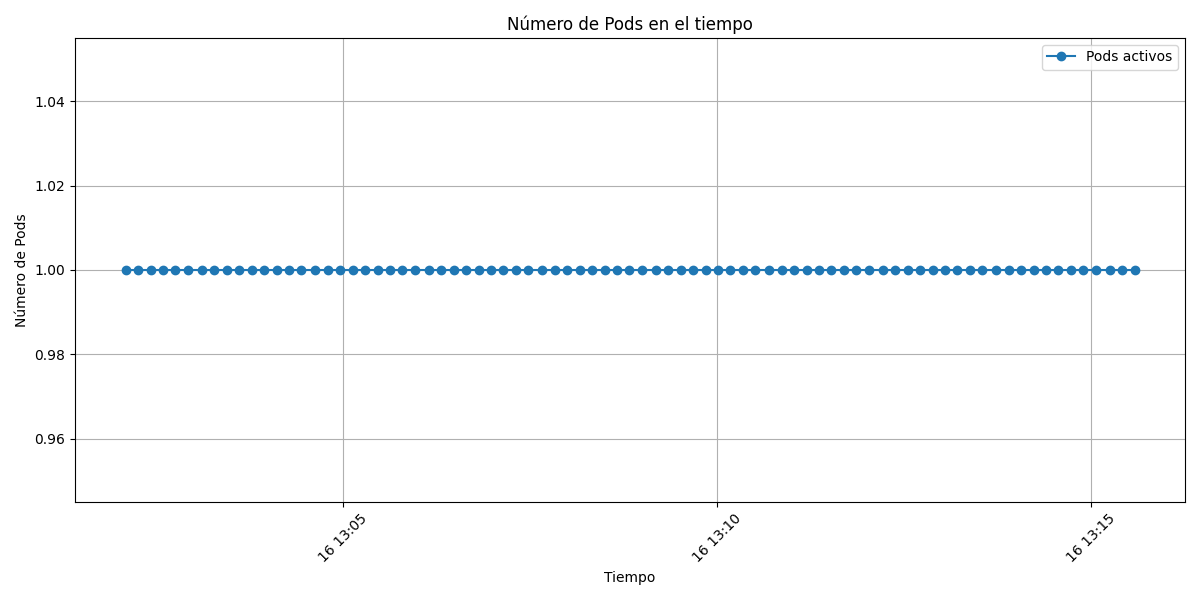 Número de Pods en el tiempo
Pods activos
1.04
1.02
1.00
0.98
0.96
Número de Pods
16 13:05
16 13:10
16 13:15
Tiempo